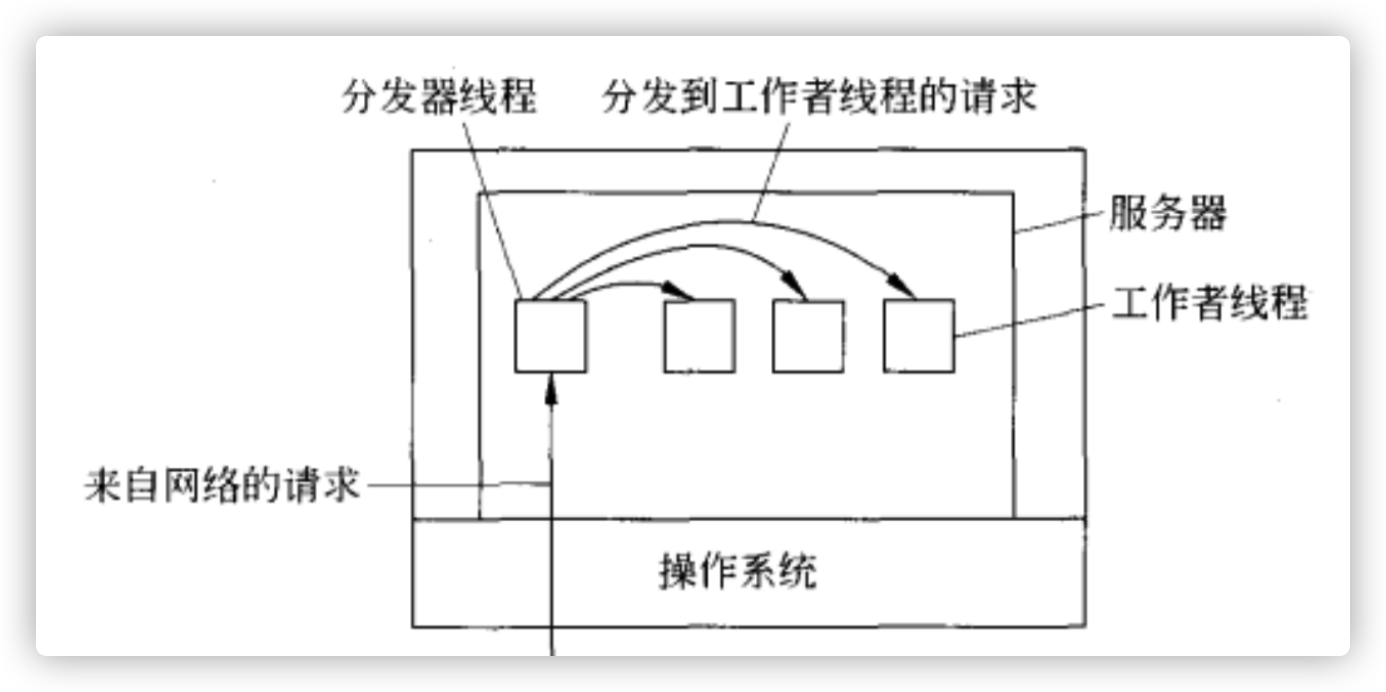 分发器线程
分发到工作者线程的请求
服务器
工作者线程
来自网络的请求
操作系统